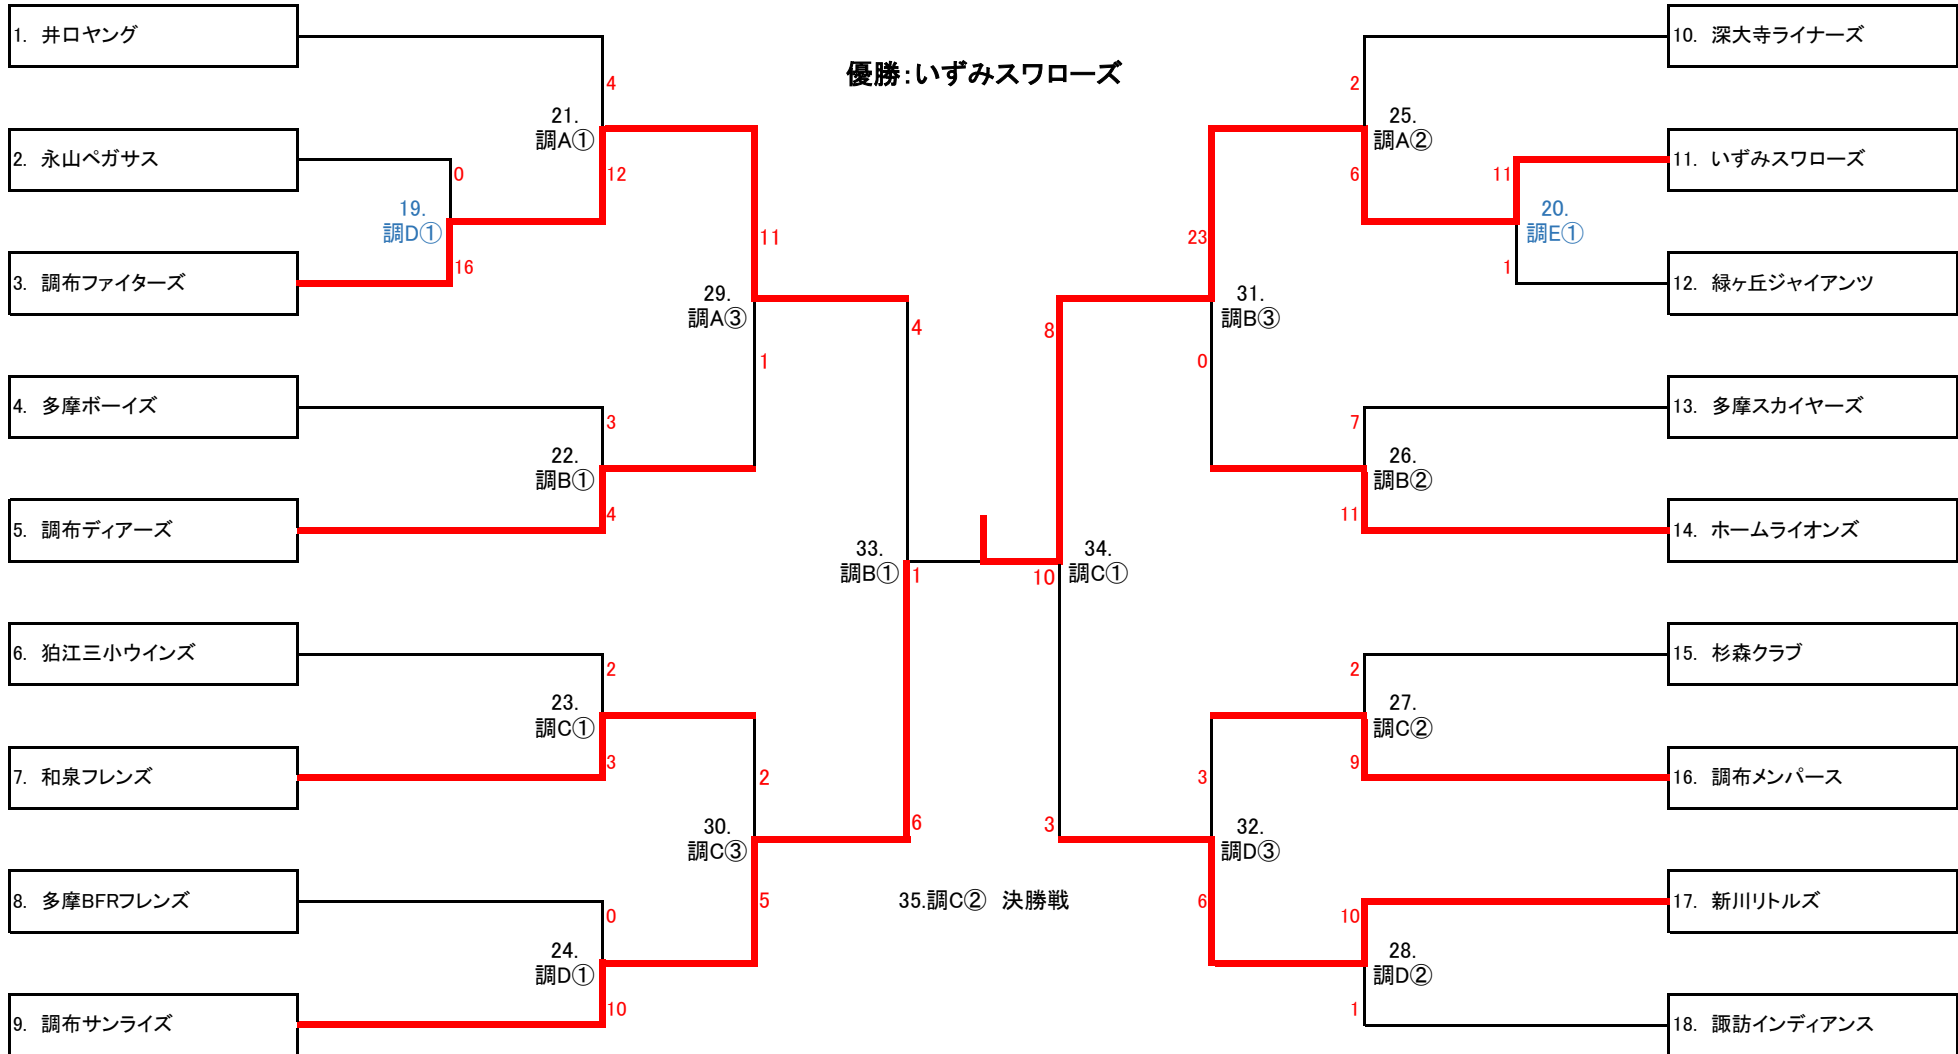 優勝：いずみスワローズ
1. 井口ヤング
2. 永山ペガサス
3. 調布ファイターズ
4. 多摩ボーイズ
5. 調布ディアーズ
6. 狛江三小ウインズ
7. 和泉フレンズ
8. 多摩BFRフレンズ
9. 調布サンライズ
0
19.
調D①
16
4
21.
調A①
12
3
22.
調B①
4
2
23.
調C①
3
0
24.
調D①
10
11
29.
調A③
1
2
30.
調C③
5
4
33.
調B①
1
6
35.調C② 決勝戦
8
10
34.
調C①
3
23
31.
調B③
0
3
32.
調D③
6
2
25.
調A②
6
7
26.
調B②
11
2
27.
調C②
9
10
28.
調D②
1
11
20.
調E①
1
10. 深大寺ライナーズ
11. いずみスワローズ
12. 緑ヶ丘ジャイアンツ
13. 多摩スカイヤーズ
14. ホームライオンズ
15. 杉森クラブ
16. 調布メンパース
17. 新川リトルズ
18. 諏訪インディアンス